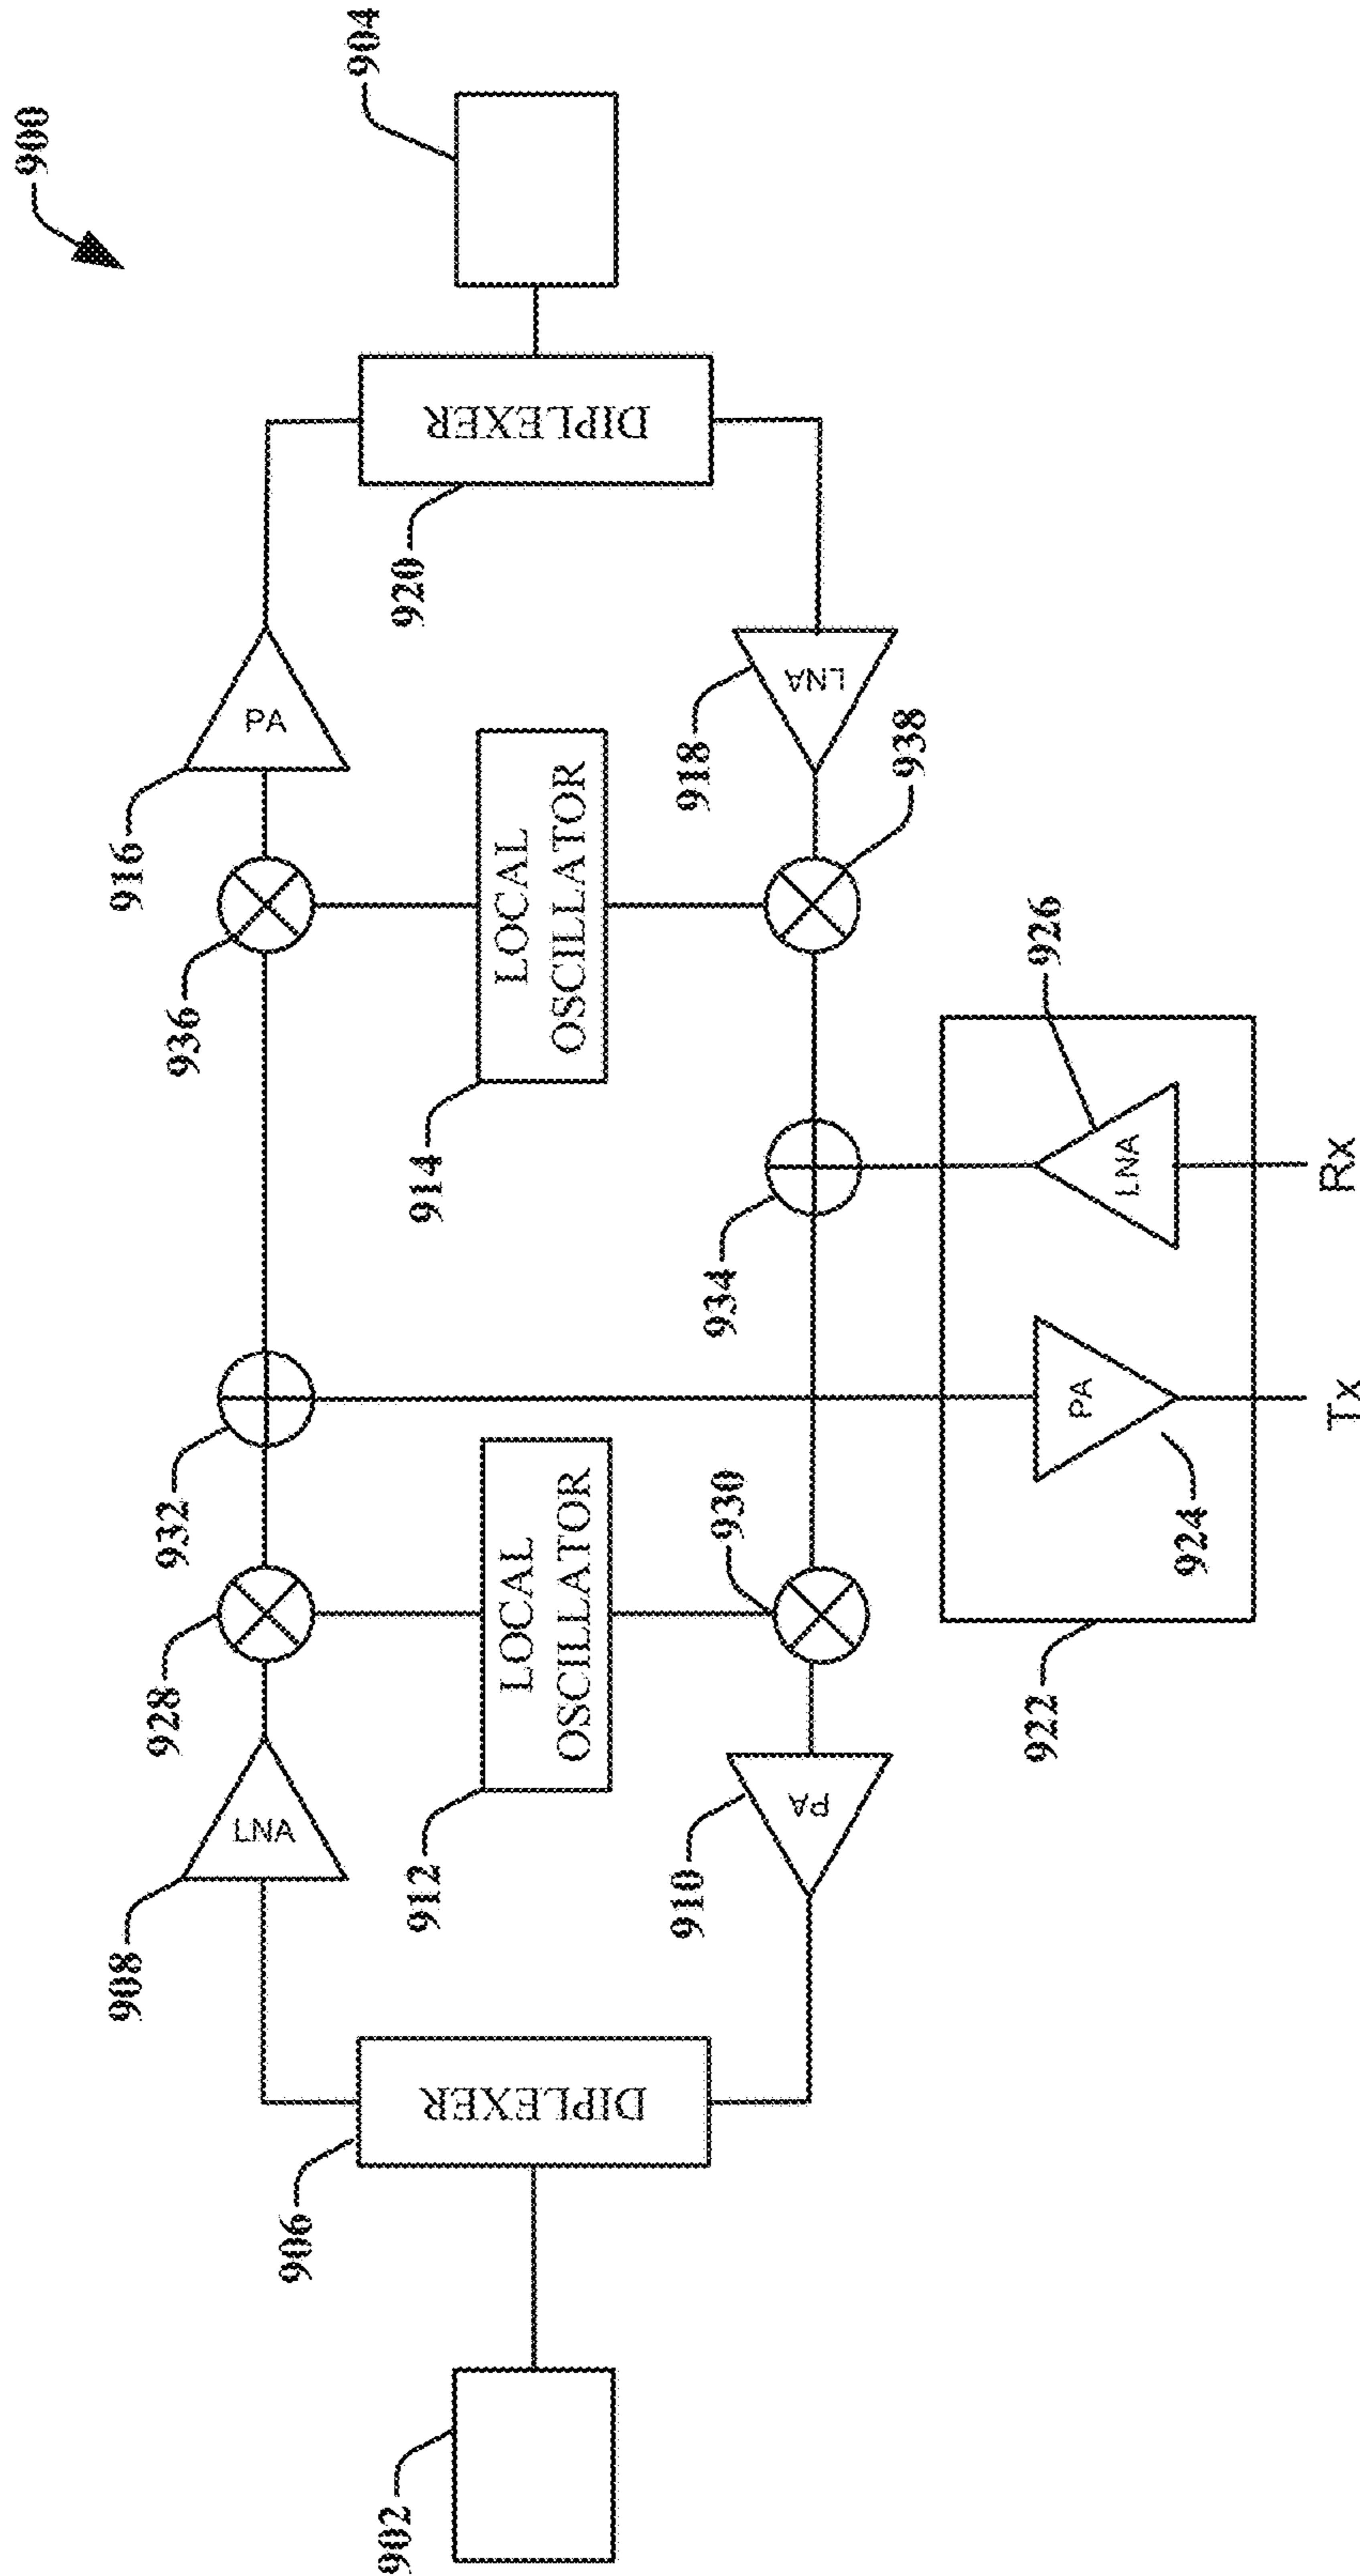 900
904
916
936
932
928
908
PA
LNA
DIPLEXER
920
LOCAL
OSCILLATOR
914
LOCAL
OSCILLATOR
912
DIPLEXER
906
902
LNA
918
938
934
930
PA
910
926
LNA
PA
924
922
Rx
Tx